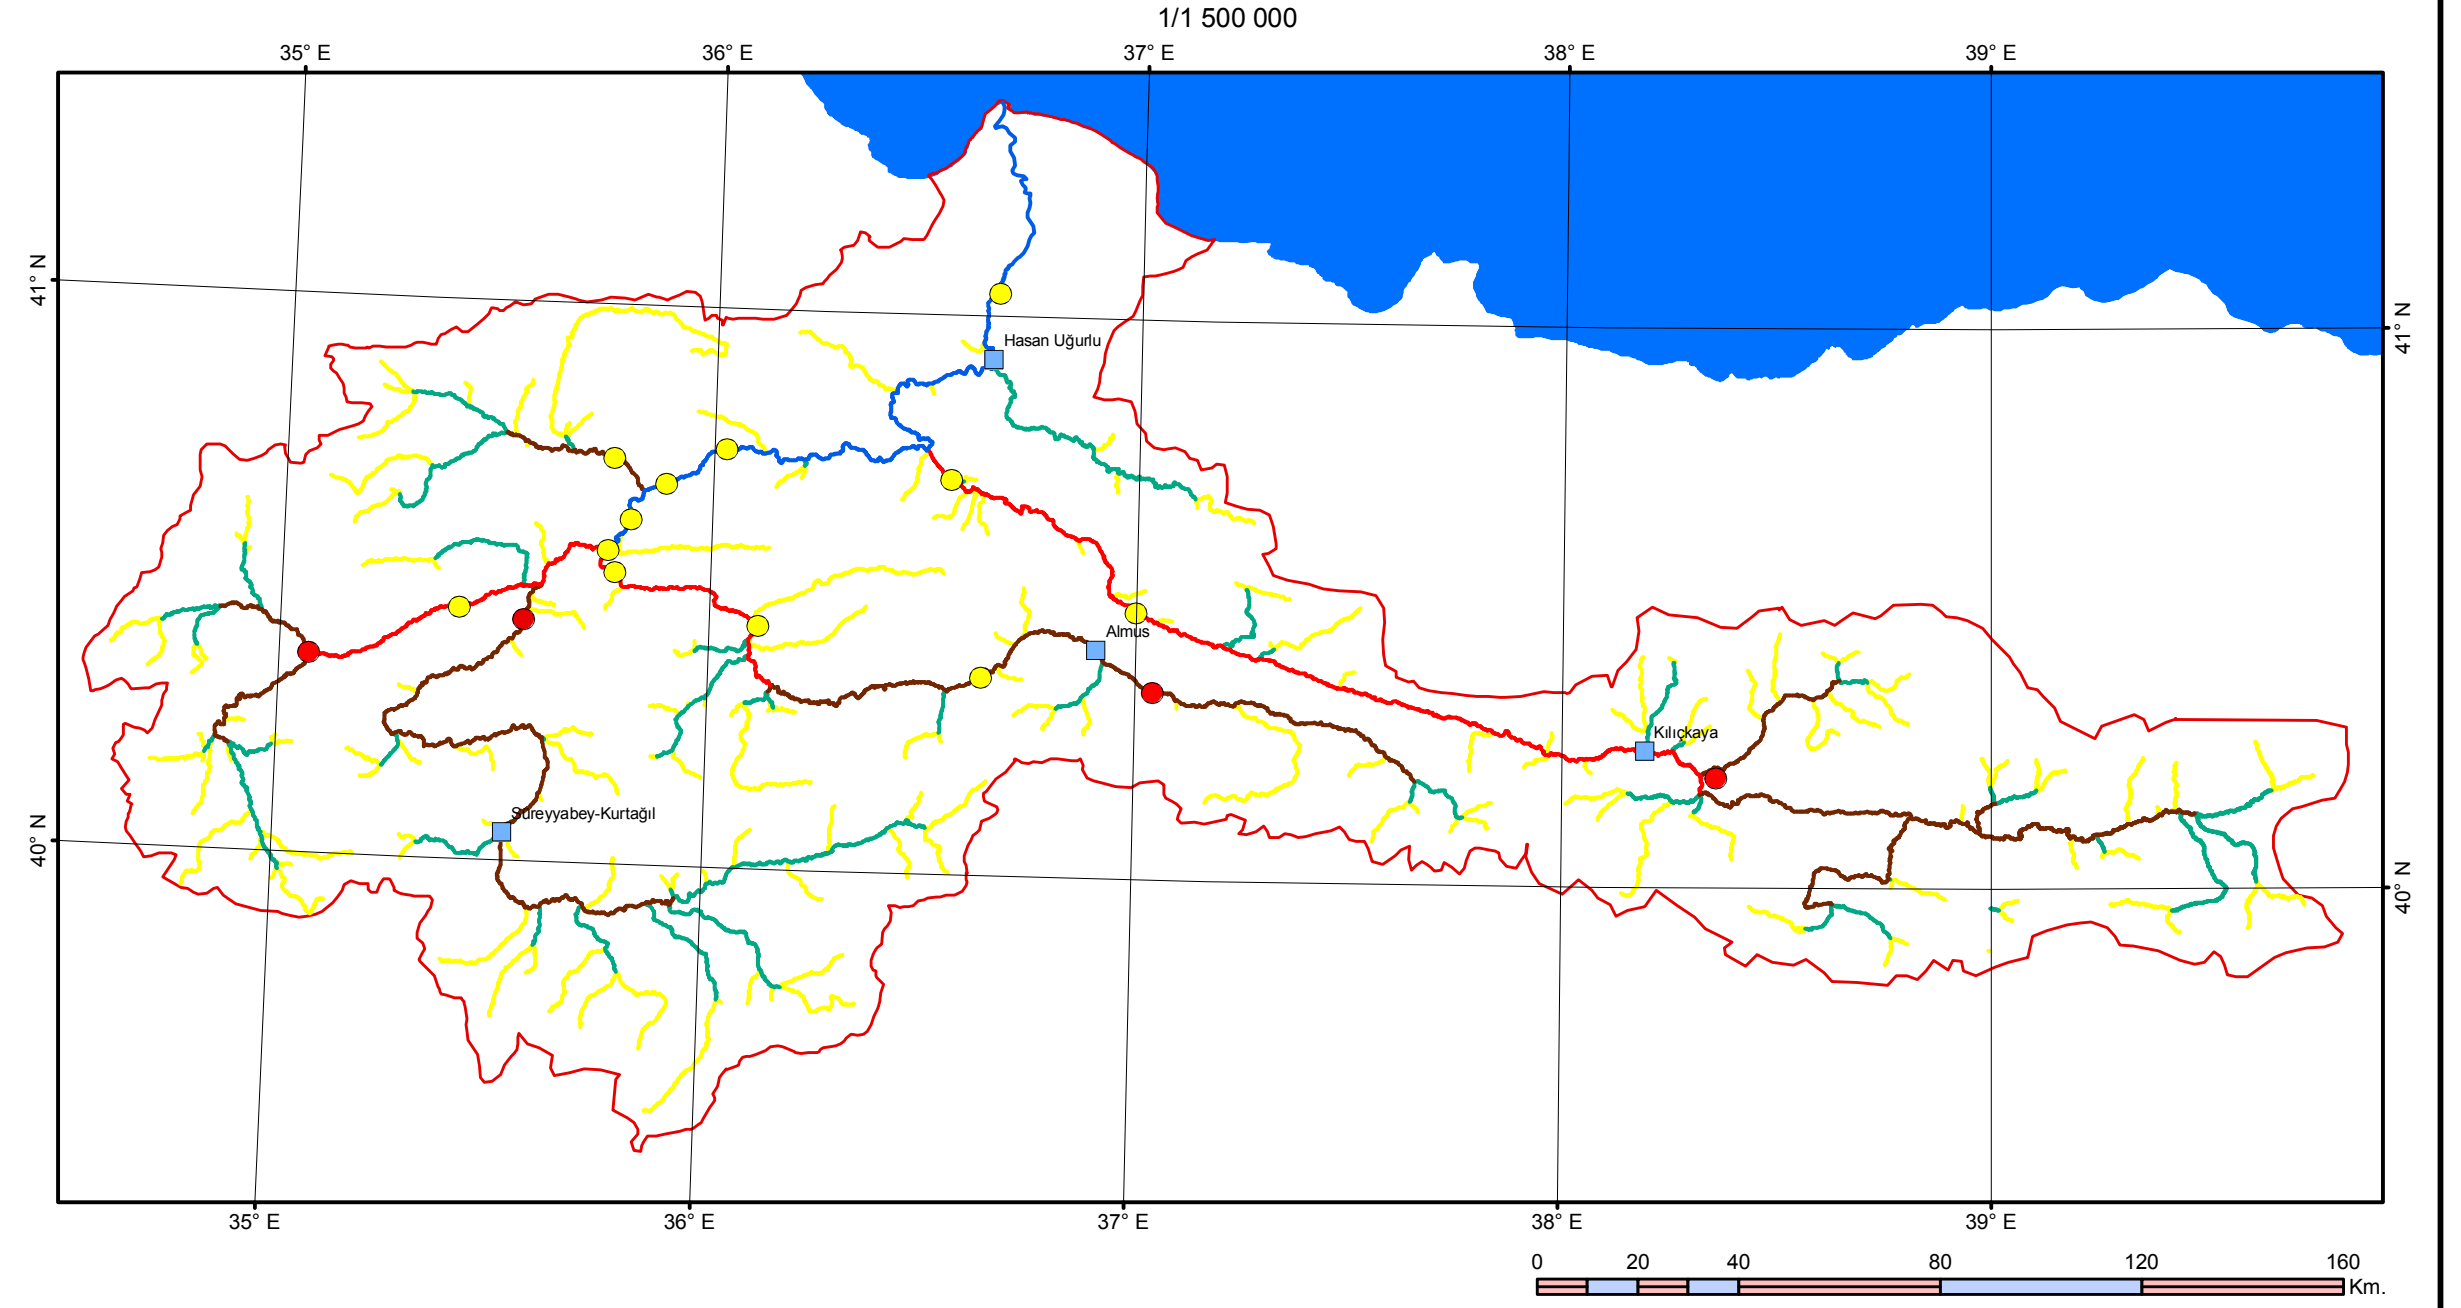 1/1 500 000
35° E
36° E
37° E
38° E
39° E
41° N
41° N
Hasan Uğurlu
Almus
Kılıçkaya
Süreyyabey-Kurtağıl
40° N
40° N
35° E
36° E
37° E
38° E
39° E
0 20 40 80 120 160
Km.